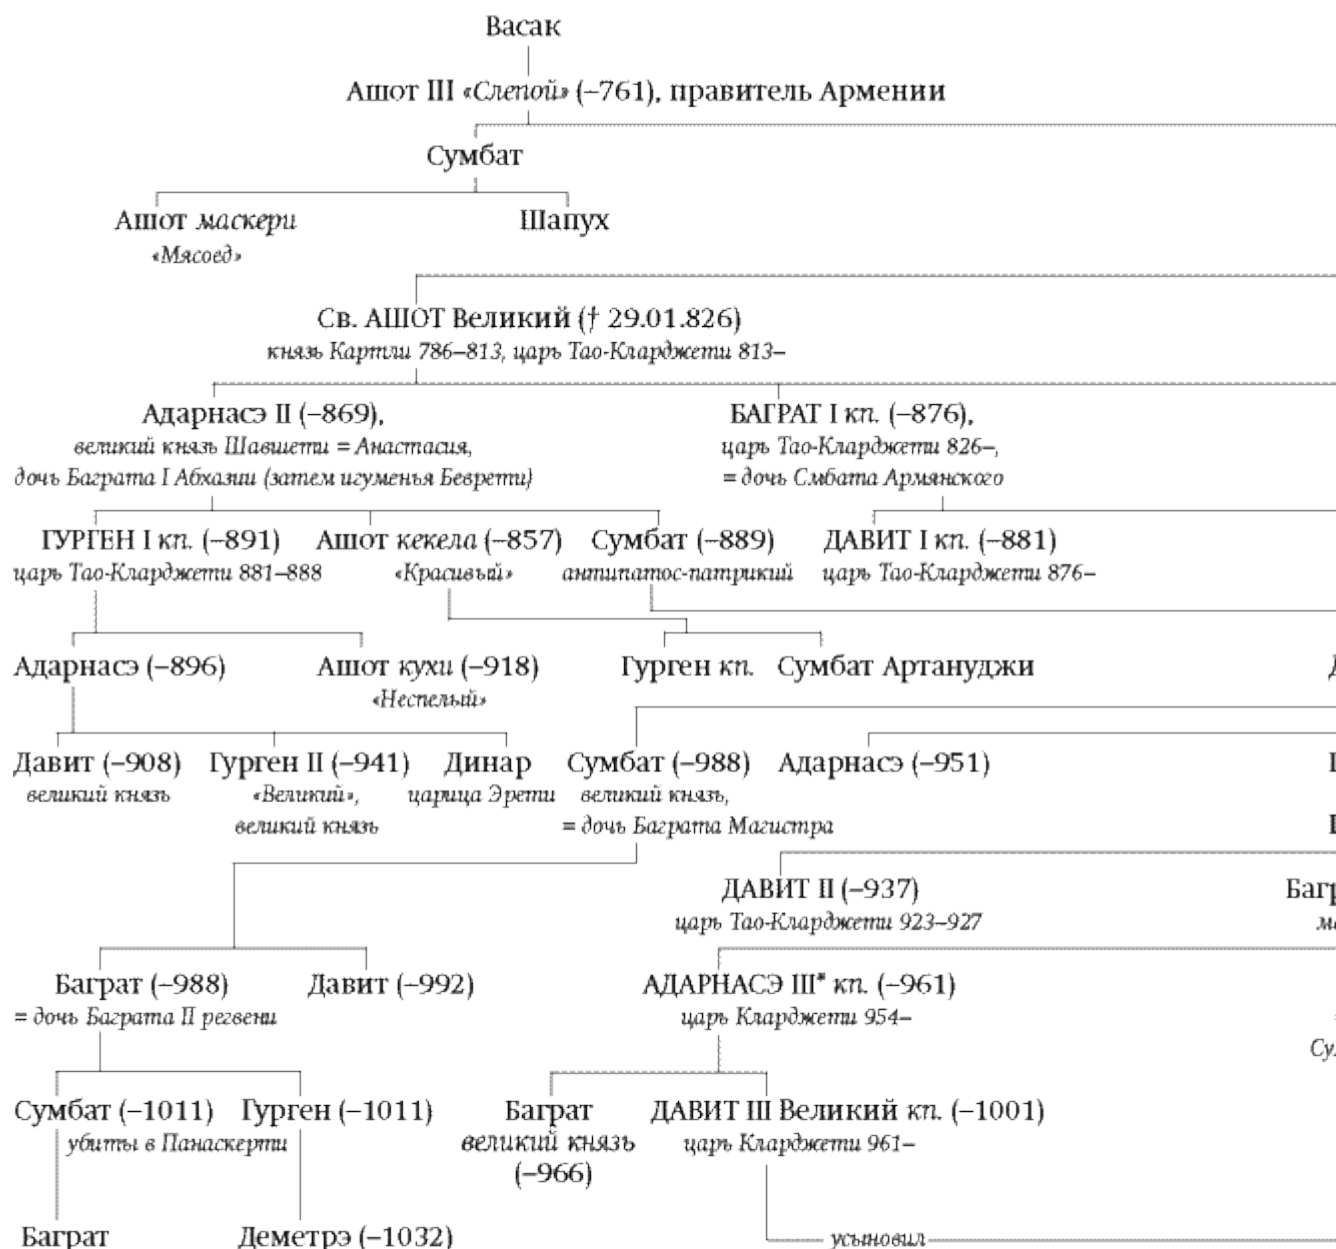 Васак
Ашот III «Слепой» (–761), правитель Армении
Сумбат
Ашот маскери Шапух
«Мясоед»
Св. АШОТ Великий († 29.01.826)
князь Картли 786–813, царь Тао-Кларджети 813–
Адарнасэ II (–869), БАГРАТ I кп. (–876),
великий князь Шавшети = Анастасия, царь Тао-Кларджети 826–,
дочь Баграта I Абхазии (затем игуменья Беврети) = дочь Смбата Армянского
ГУРГЕН I кп. (–891) Ашот кекела (–857) Сумбат (–889) ДАВИТ I кп. (–881)
царь Тао-Кларджети 881–888 «Красивый» антипатос-патрикий царь Тао-Кларджети 876–
Адарнасэ (–896) Ашот кухи (–918) Гурген кп. Сумбат Артануджи
«Неспелый»
Давит (–908) Гурген II (–941) Динар Сумбат (–988) Адарнасэ (–951)
великий князь «Великий», царица Эрети великий князь,
великий князь = дочь Баграта Магистра
ДАВИТ II (–937) Багр
царь Тао-Кларджети 923–927
Баграт (–988) Давит (–992) АДАРНАСЭ III* кп. (–961)
= дочь Баграта II регвени царь Кларджети 954–
Сумбат (–1011) Гурген (–1011) Баграт ДАВИТ III Великий кп. (–1001)
убиты в Панаскерти великий князь царь Кларджети 961–
(–966)
Баграт Деметрэ (–1032) усыновил